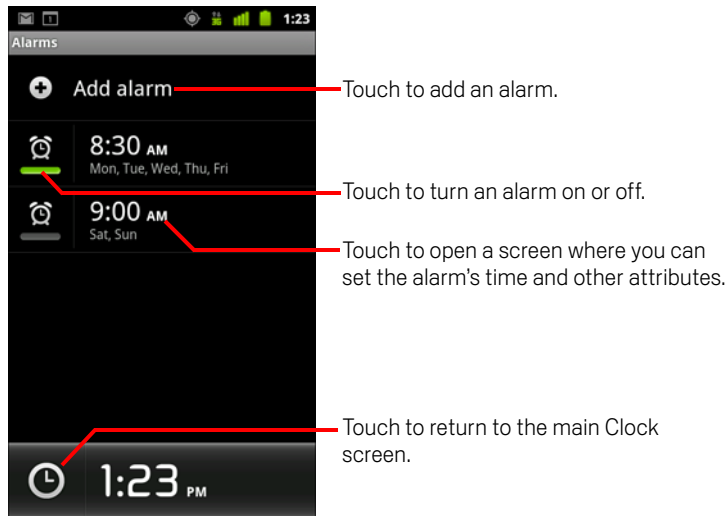 1
3G
1:23
Alarms
Add alarm
Touch to add an alarm.
8:30 AM
Mon, Tue, Wed, Thu, Fri
Touch to turn an alarm on or off.
9:00 AM
Sat, Sun
Touch to open a screen where you can
set the alarm's time and other attributes.
Touch to return to the main Clock
screen.
1:23 PM